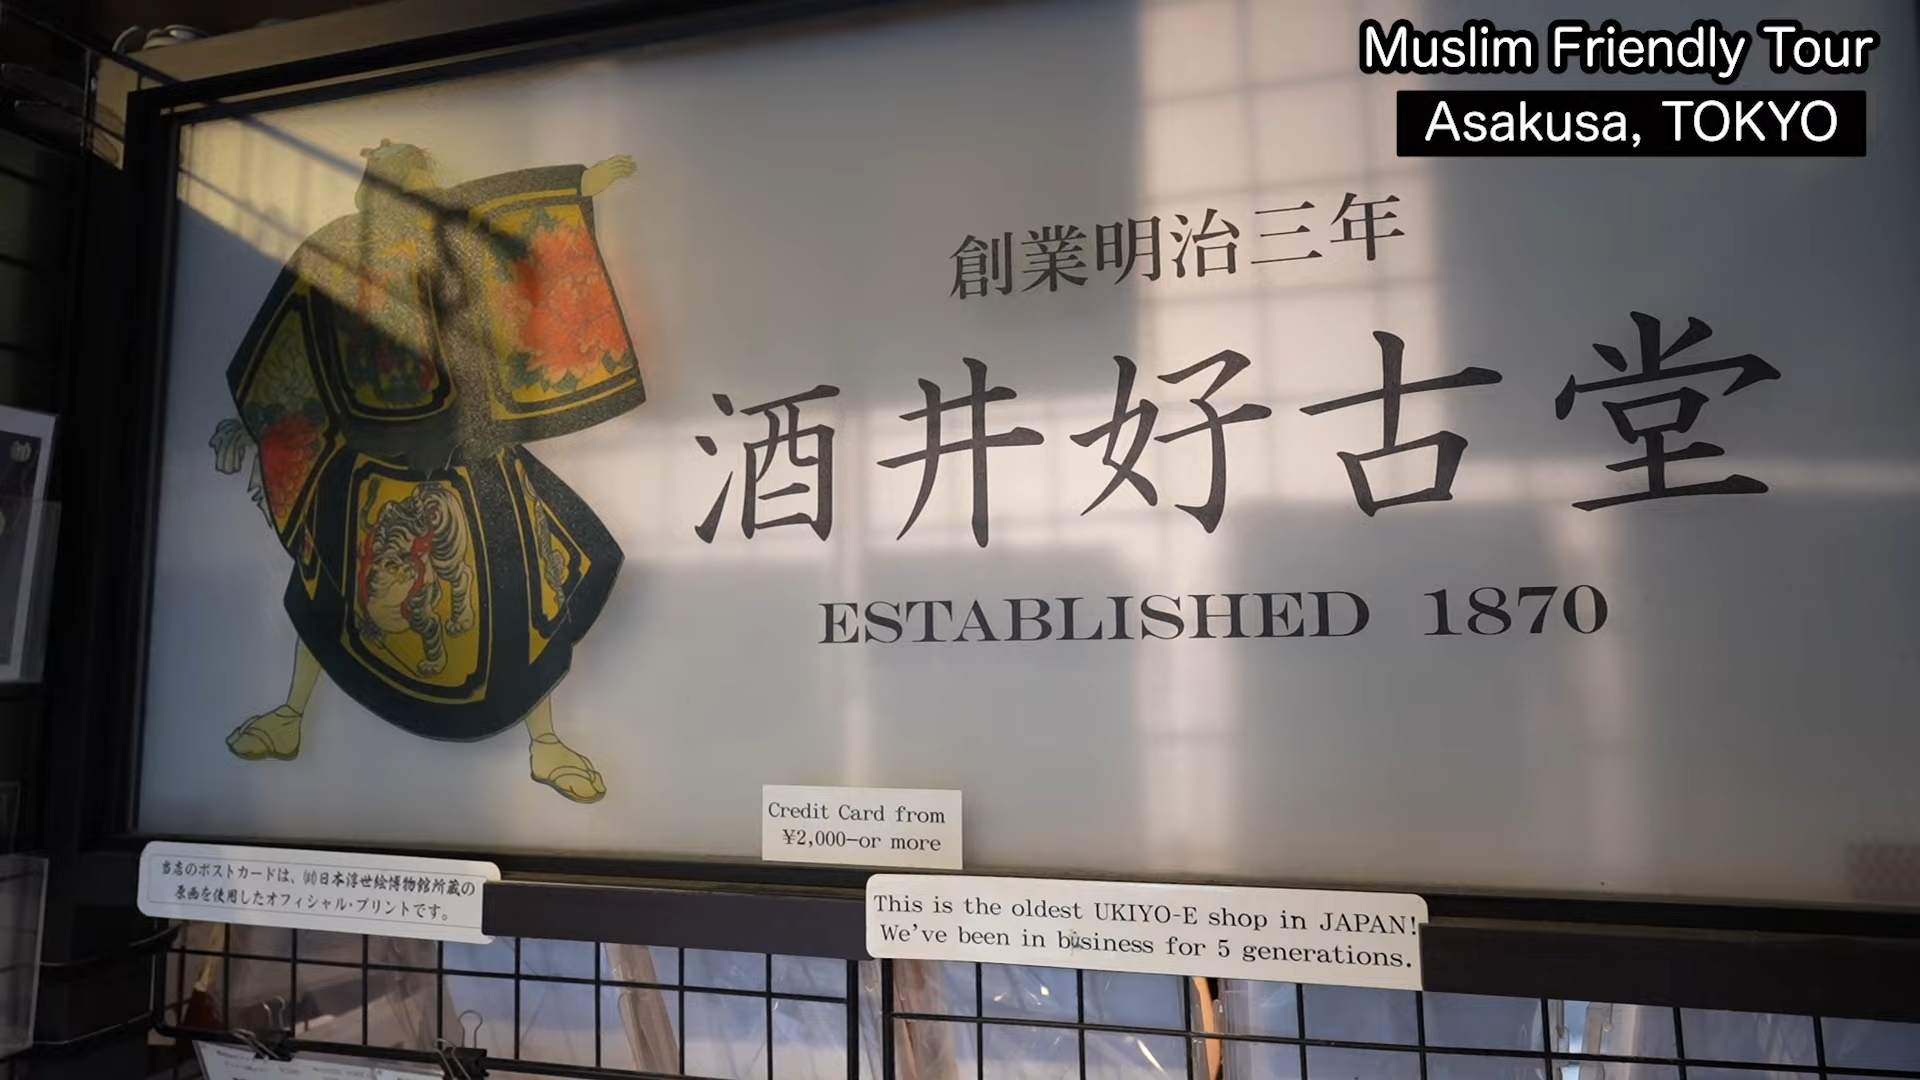 Muslim Friendly Tour
Asakusa, TOKYO
創業明治三年
酒井好古堂
ESTABLISHED 1870
Credit Card from
¥2,000-or more
当店のポストカードは、㈶日本浮世絵博物館所蔵の
原画を使用したオフィシャル・プリントです。
This is the oldest UKIYO-E shop in JAPAN!
We've been in business for 5 generations.